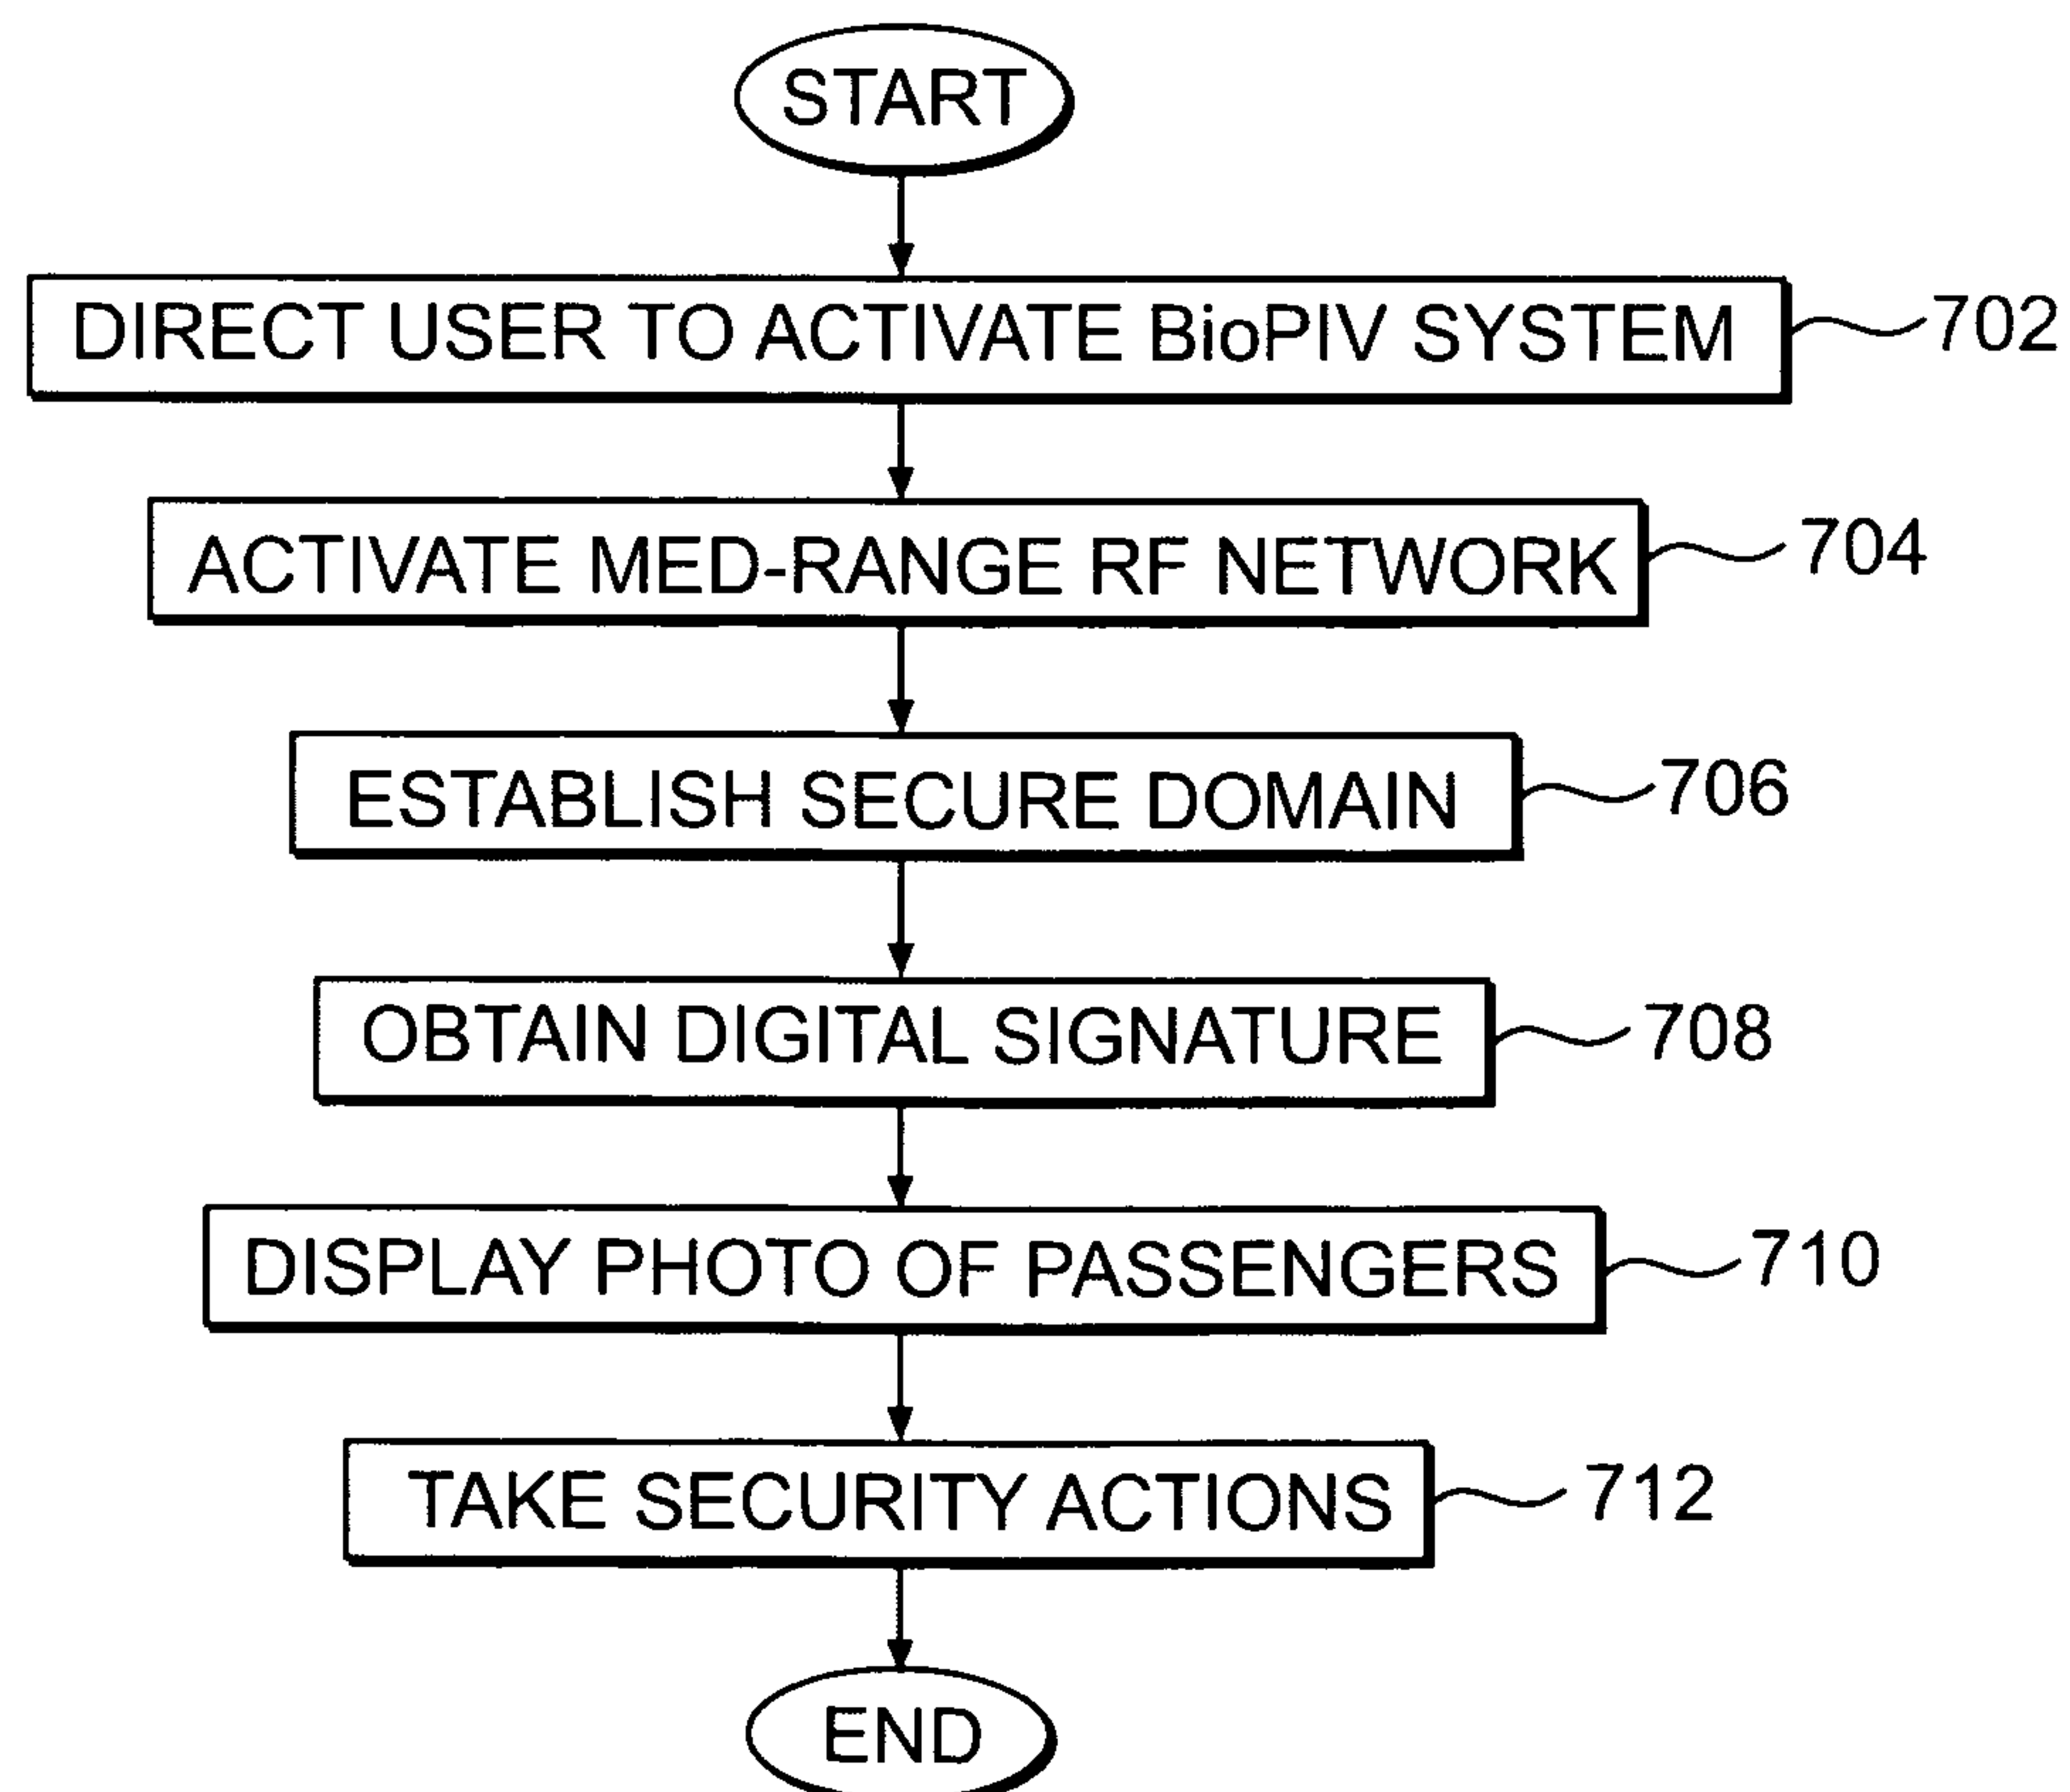 START
DIRECT USER TO ACTIVATE BioPIV SYSTEM 702
ACTIVATE MED-RANGE RF NETWORK 704
ESTABLISH SECURE DOMAIN 706
OBTAIN DIGITAL SIGNATURE 708
DISPLAY PHOTO OF PASSENGERS 710
TAKE SECURITY ACTIONS 712
END